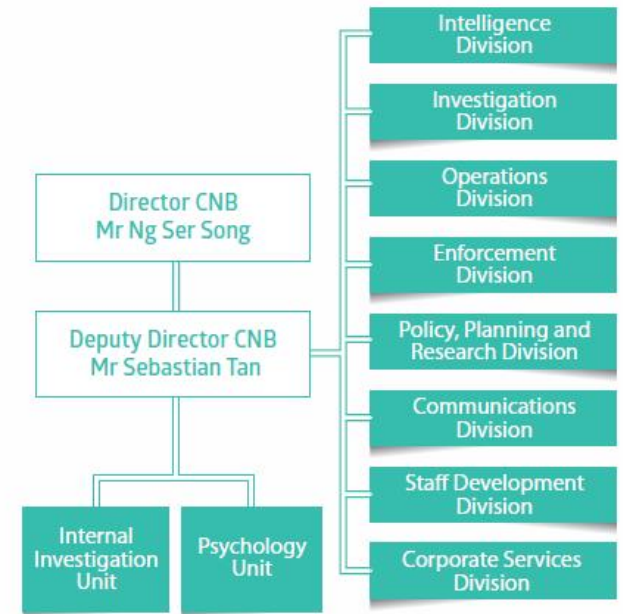 Director CNB
Mr Ng Ser Song
Deputy Director CNB
Mr Sebastian Tan
Internal
Investigation
Unit
Psychology
Unit
Intelligence
Division
Investigation
Division
Operations
Division
Enforcement
Division
Policy, Planning and
Research Division
Communications
Division
Staff Development
Division
Corporate Services
Division